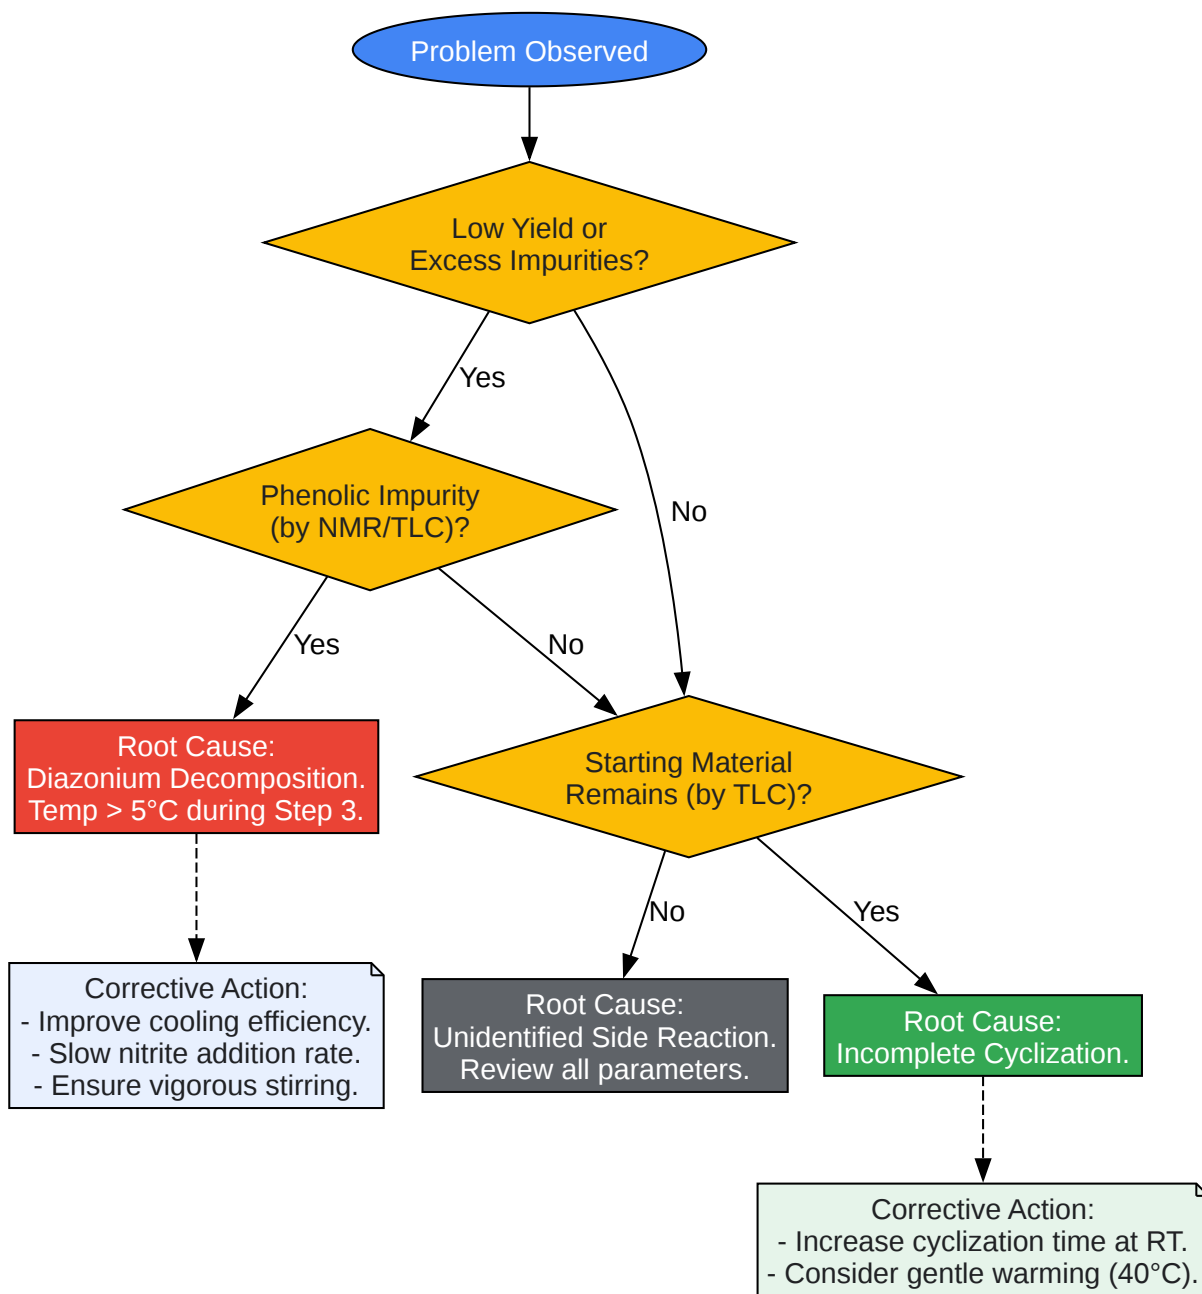 Problem Observed
Low Yield or
Excess Impurities?
Yes
Phenolic Impurity
(by NMR/TLC)?
No
Yes
No
Root Cause:
Diazonium Decomposition.
Temp > 5°C during Step 3.
Starting Material
Remains (by TLC)?
No
Yes
Corrective Action:
- Improve cooling efficiency.
- Slow nitrite addition rate.
- Ensure vigorous stirring.
Root Cause:
Unidentified Side Reaction.
Review all parameters.
Root Cause:
Incomplete Cyclization.
Corrective Action:
- Increase cyclization time at RT.
- Consider gentle warming (40°C).